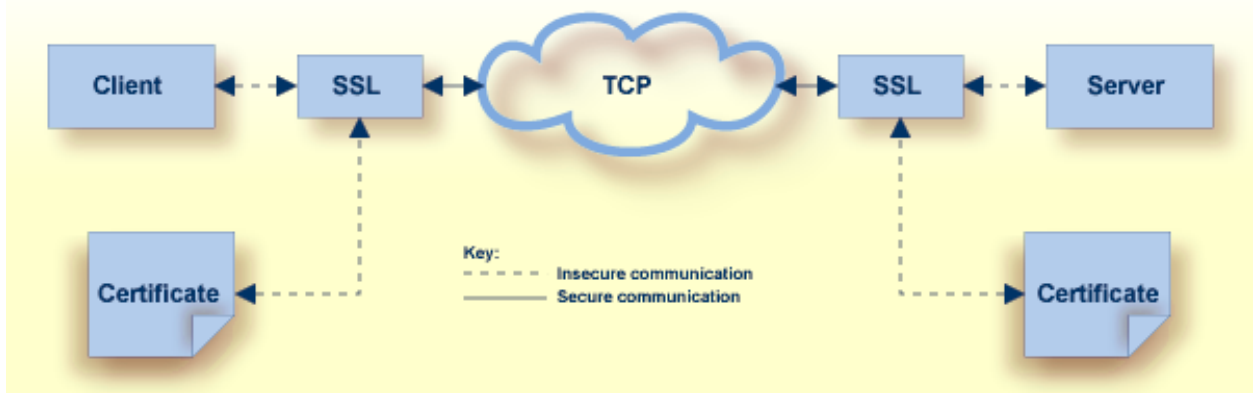 Client
SSL
TCP
SSL
Server
Certificate
Key:
Insecure communication
Secure communication
Certificate